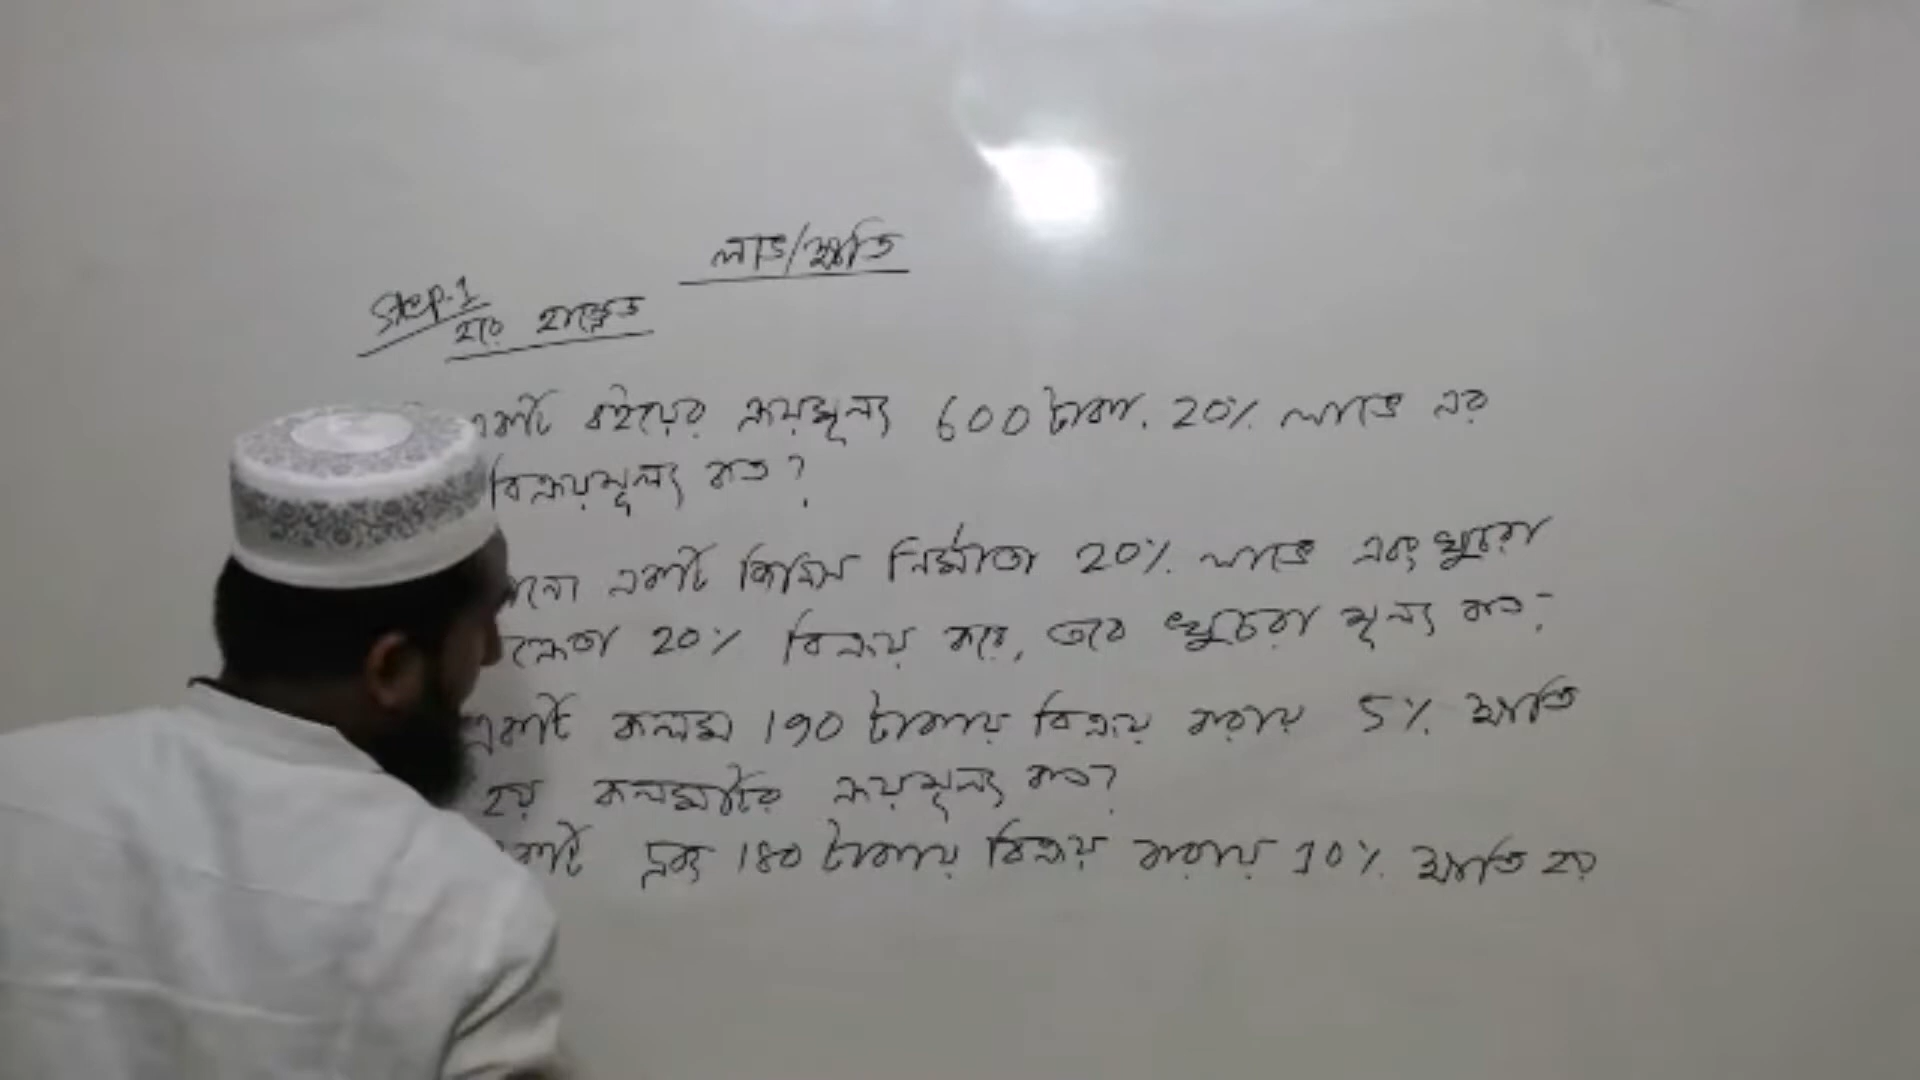 লাভ/ক্ষতি
Step-1
একটি বইয়ের ক্রয়মূল্য 600 টাকা. 20% লাভে এর
বিক্রয়মূল্য কত?
একটি জিনিস নির্মাতা 20% লাভে এবং খুচরা
20% বিক্রয় করে, তবে খুচরা মূল্য কত?
একটি কলম 190 টাকায় বিক্রয় করায় 5% ক্ষতি
হয় কলমটির ক্রয়মূল্য কত?
দ্রব্য 180 টাকায় বিক্রয় করায় 10% ক্ষতি হয়